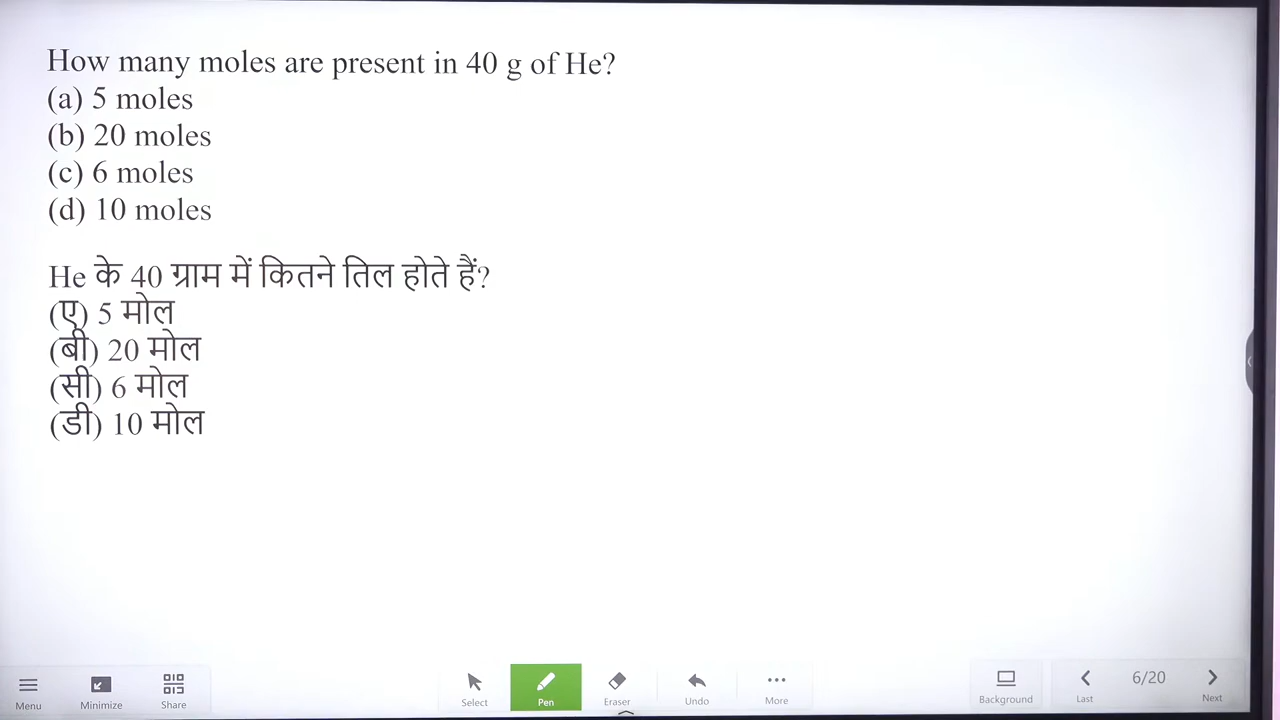 How many moles are present in 40 g of He?
(a) 5 moles
(b) 20 moles
(c) 6 moles
(d) 10 moles
He के 40 ग्राम में कितने तिल होते हैं?
(ए) 5 मोल
(बी) 20 मोल
(सी) 6 मोल
(डी) 10 मोल
Menu Minimize Share Select Pen Eraser Undo More Background Last 6/20 Next